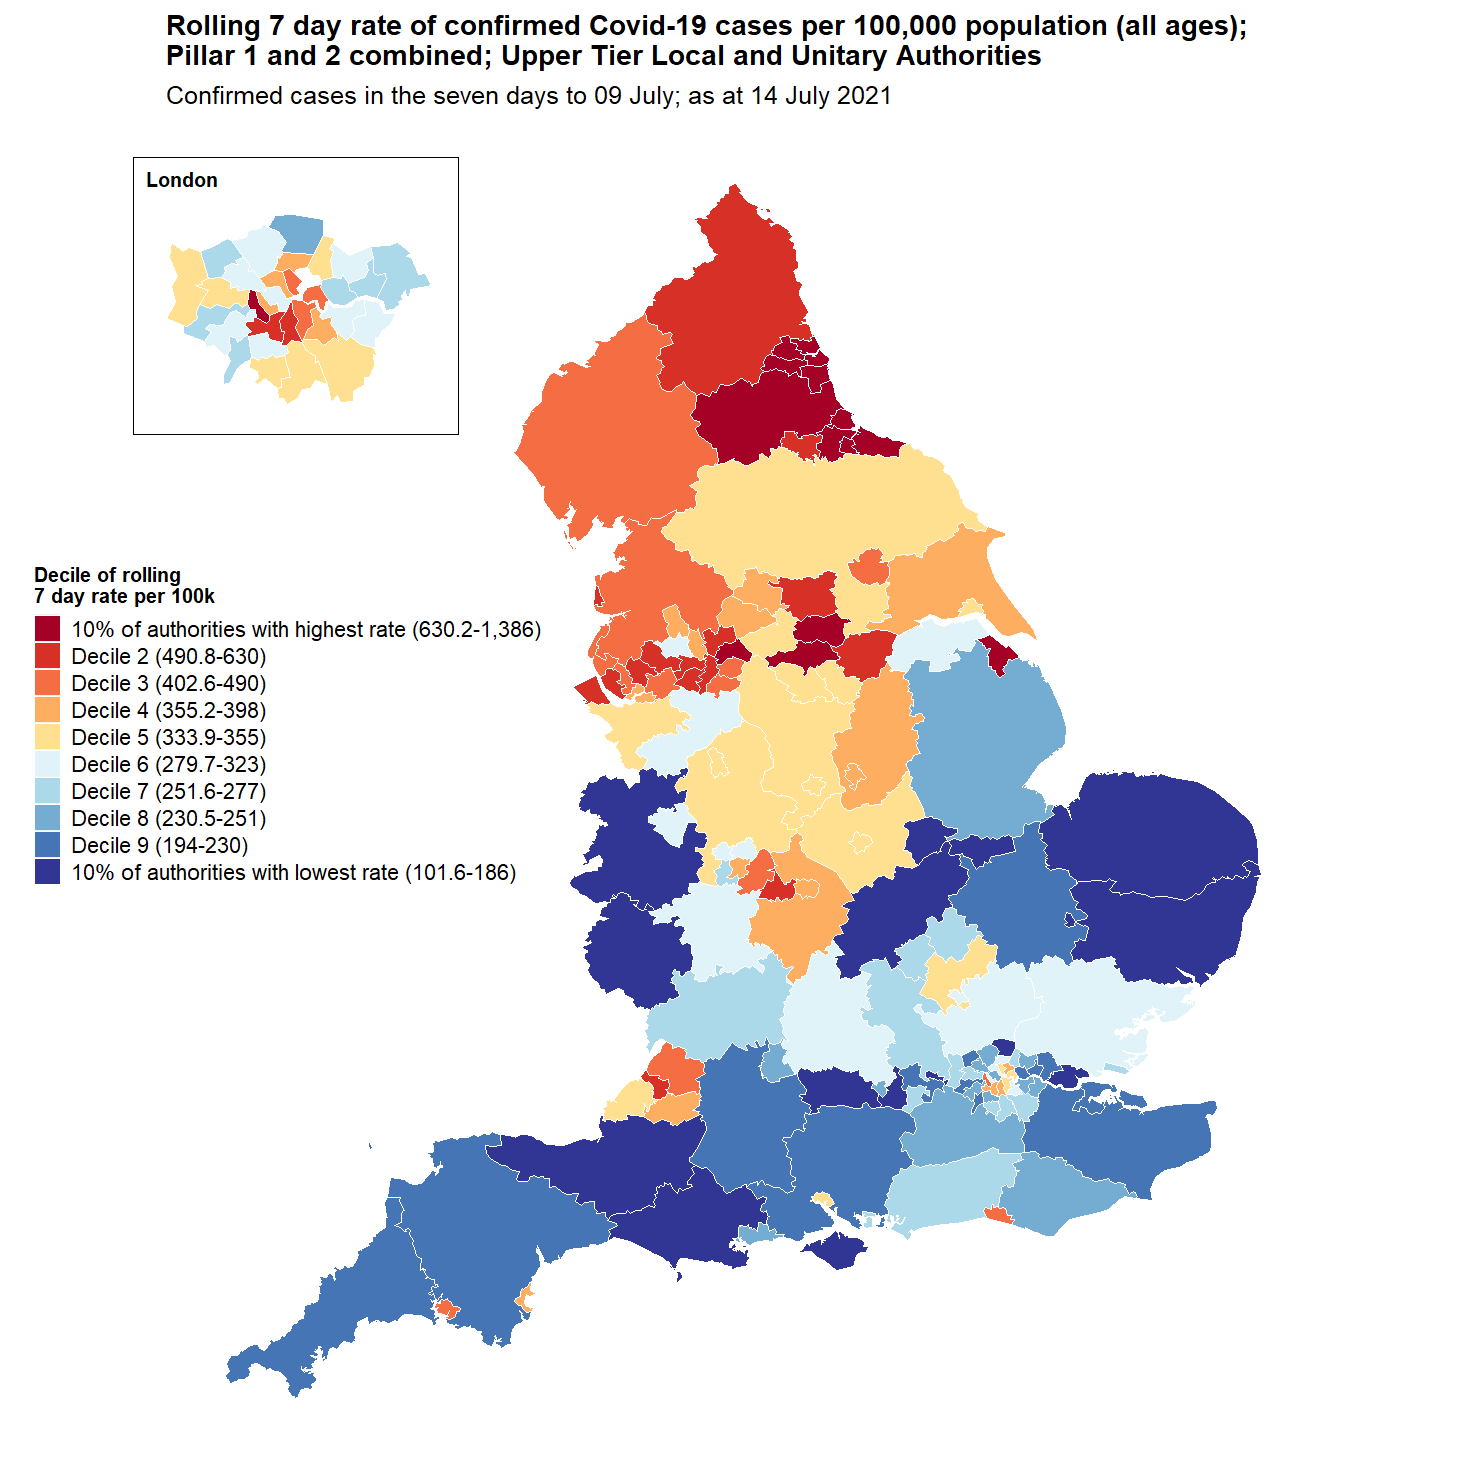 Rolling 7 day rate of confirmed Covid-19 cases per 100,000 population (all ages);
Pillar 1 and 2 combined; Upper Tier Local and Unitary Authorities
Confirmed cases in the seven days to 09 July; as at 14 July 2021
London
Decile of rolling
7 day rate per 100k
10% of authorities with highest rate (630.2-1,386)
Decile 2 (490.8-630)
Decile 3 (402.6-490)
Decile 4 (355.2-398)
Decile 5 (333.9-355)
Decile 6 (279.7-323)
Decile 7 (251.6-277)
Decile 8 (230.5-251)
Decile 9 (194-230)
10% of authorities with lowest rate (101.6-186)